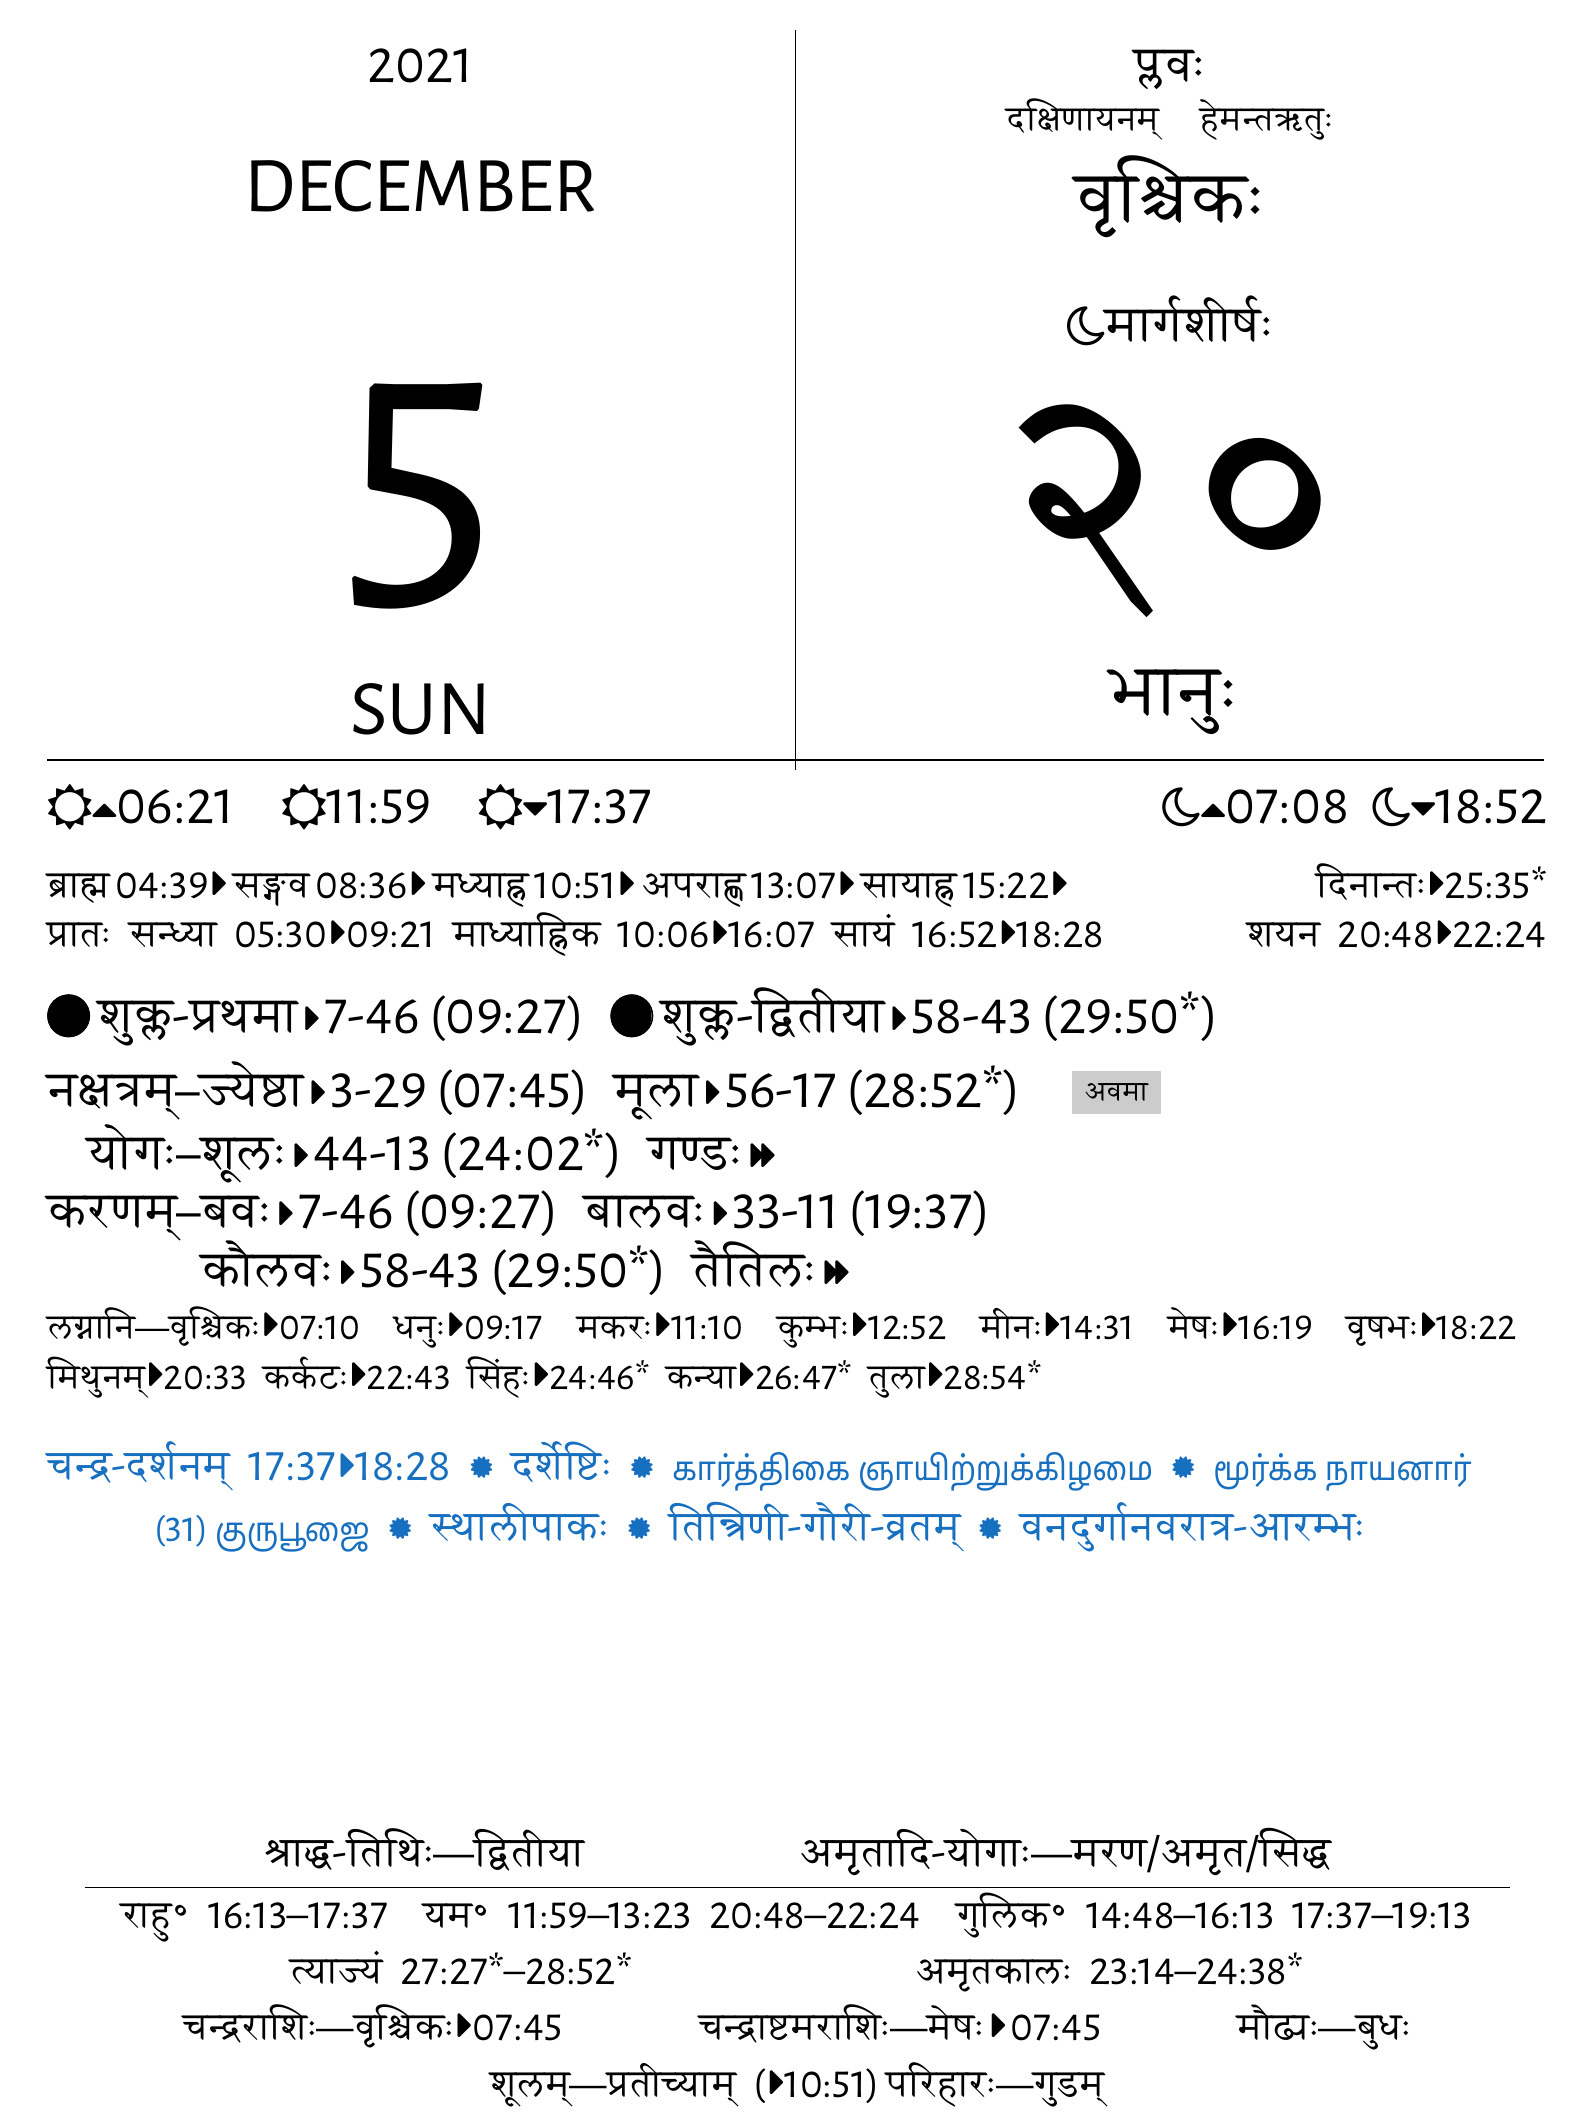 2021
DECEMBER
5
SUN
प्लवः
दक्षिणायनम् हेमन्तऋतुः
वृश्चिकः
☾मार्गशीर्षः
२०
भानुः
☼▲06:21 ☼11:59 ☼▼17:37 ☾▲07:08 ☾▼18:52
ब्राह्म 04:39▶ सङ्गव 08:36▶ मध्याह्न 10:51▶ अपराह्ण 13:07▶ सायाह्न 15:22▶ दिनान्तः▶25:35*
प्रातः सन्ध्या 05:30▶09:21 माध्याह्निक 10:06▶16:07 सायं 16:52▶18:28 शयन 20:48▶22:24
● शुक्ल-प्रथमा▶7-46 (09:27) ● शुक्ल-द्वितीया▶58-43 (29:50*)
नक्षत्रम्–ज्येष्ठा▶3-29 (07:45) मूला▶56-17 (28:52*) अवमा
योगः–शूलः▶44-13 (24:02*) गण्डः▶▶
करणम्–बवः▶7-46 (09:27) बालवः▶33-11 (19:37)
कौलवः▶58-43 (29:50*) तैतिलः▶▶
लग्नानि—वृश्चिकः▶07:10 धनुः▶09:17 मकरः▶11:10 कुम्भः▶12:52 मीनः▶14:31 मेषः▶16:19 वृषभः▶18:22
मिथुनम्▶20:33 कर्कटः▶22:43 सिंहः▶24:46* कन्या▶26:47* तुला▶28:54*
चन्द्र-दर्शनम् 17:37▶18:28 ✹ दर्शेष्टिः ✹ கார்த்திகை ஞாயிற்றுக்கிழமை ✹ மூர்க்க நாயனார்
(31) குருபூஜை ✹ स्थालीपाकः ✹ तिन्त्रिणी-गौरी-व्रतम् ✹ वनदुर्गानवरात्र-आरम्भः
श्राद्ध-तिथिः—द्वितीया अमृतादि-योगाः—मरण/अमृत/सिद्ध
राहु॰ 16:13–17:37 यम॰ 11:59–13:23 20:48–22:24 गुलिक॰ 14:48–16:13 17:37–19:13
त्याज्यं 27:27*–28:52* अमृतकालः 23:14–24:38*
चन्द्रराशिः—वृश्चिकः▶07:45 चन्द्राष्टमराशिः—मेषः▶07:45 मौढ्यः—बुधः
शूलम्—प्रतीच्याम् (▶10:51) परिहारः—गुडम्